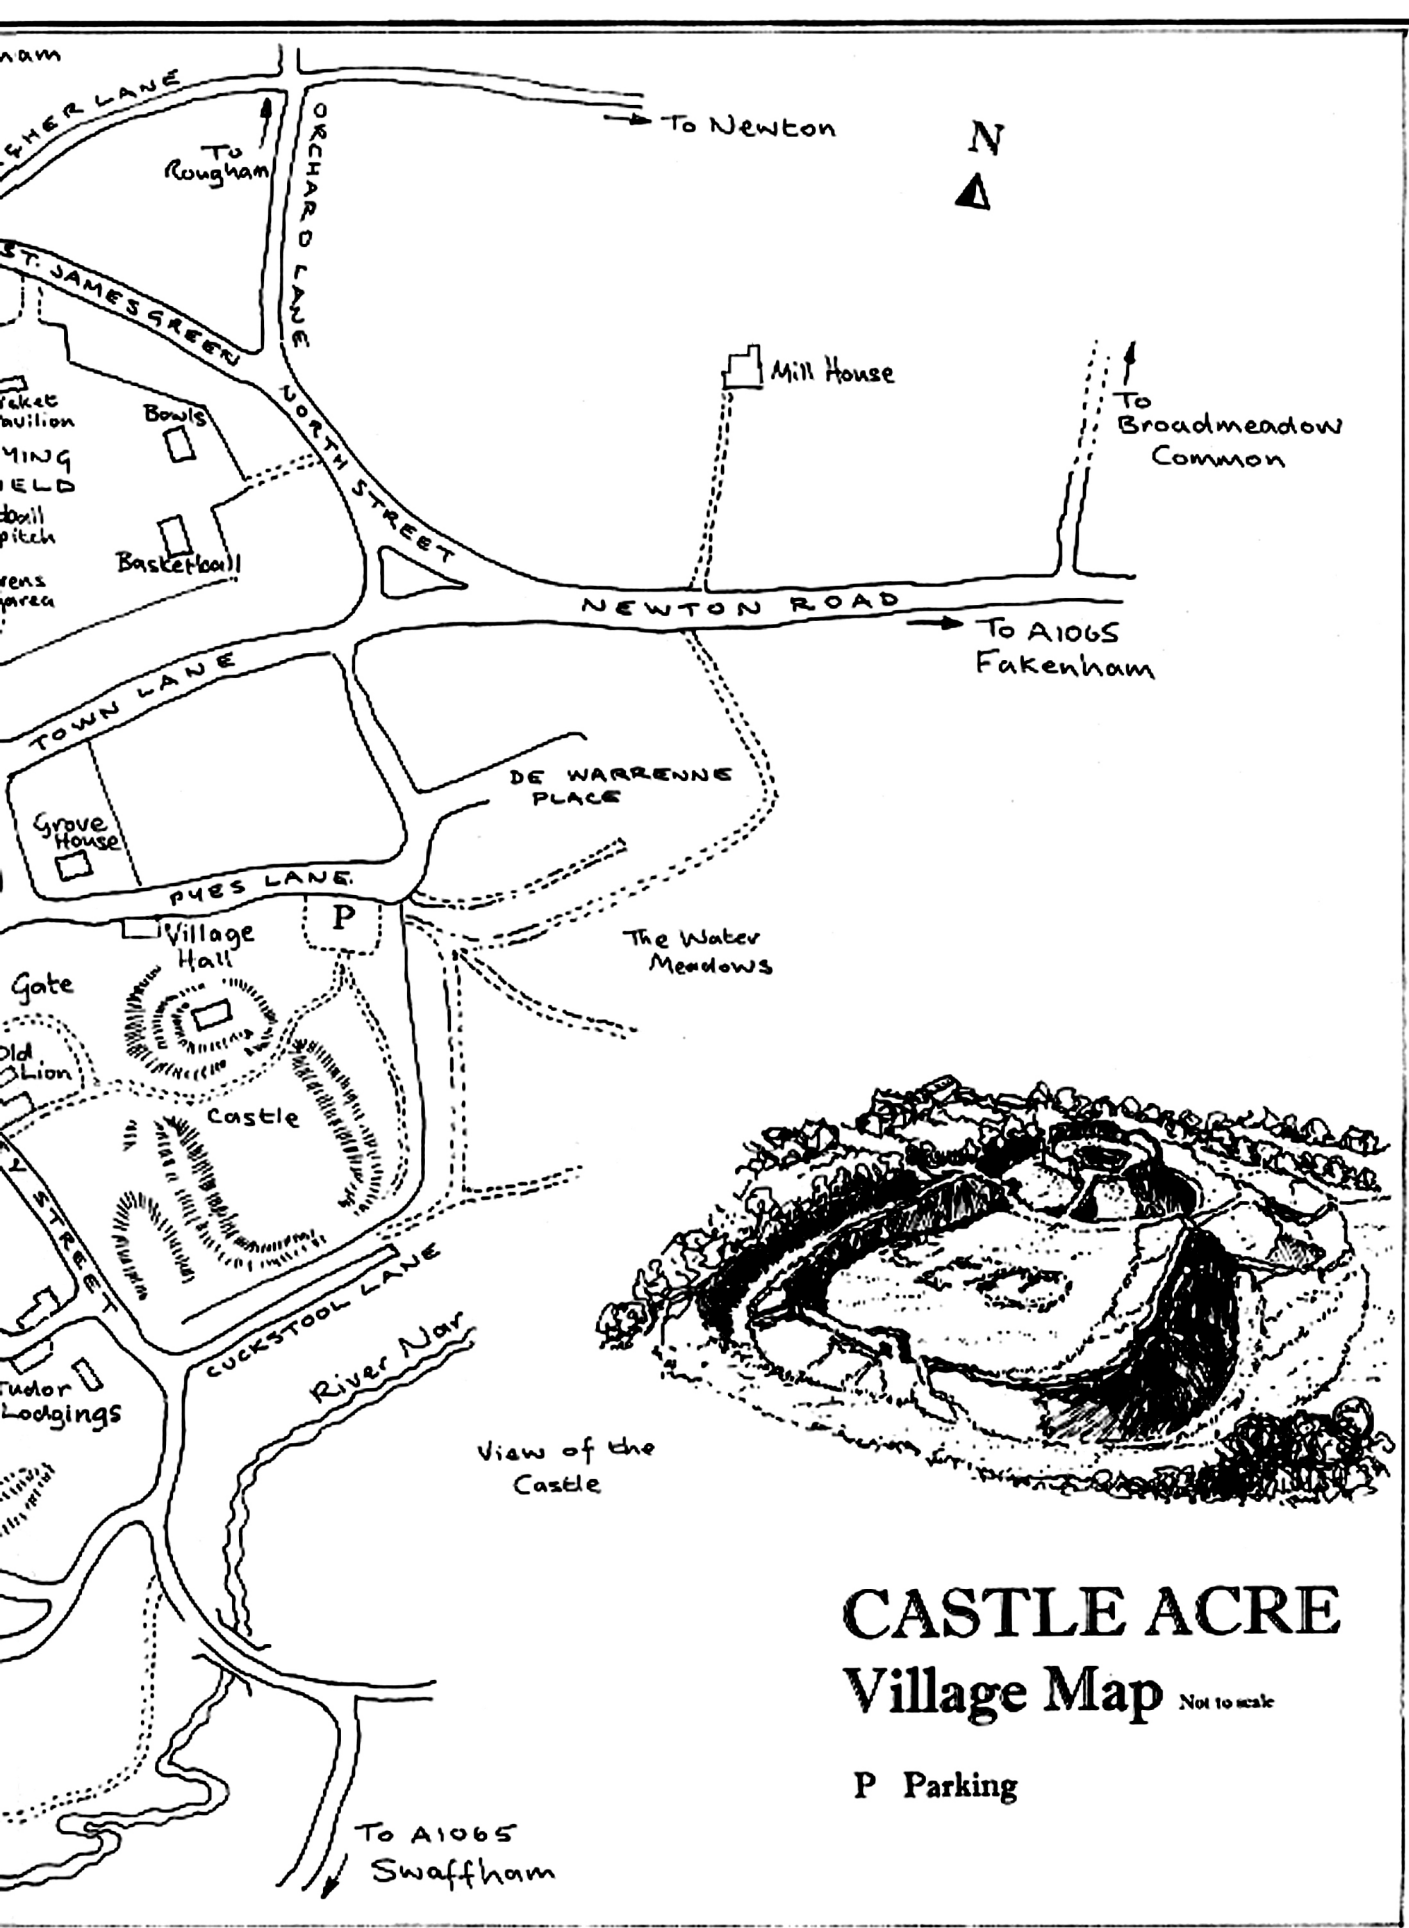 To Newton
N
ORCHARD LANE
To
Rougham
ST. JAMES GREEN
NORTH STREET
Mill House
To
Broadmeadow
Common
Bowls
Basketball
NEWTON ROAD
To A1065
Fakenham
TOWN LANE
DE WARRENNE
PLACE
Grove
House
PYES LANE
P
Village
Hall
The Water
Meadows
Gate
Old
Lion
Castle
STREET
CUCKSTOOL LANE
River Nar
Tudor
Lodgings
View of the
Castle
CASTLE ACRE
Village Map Not to scale
P Parking
To A1065
Swaffham